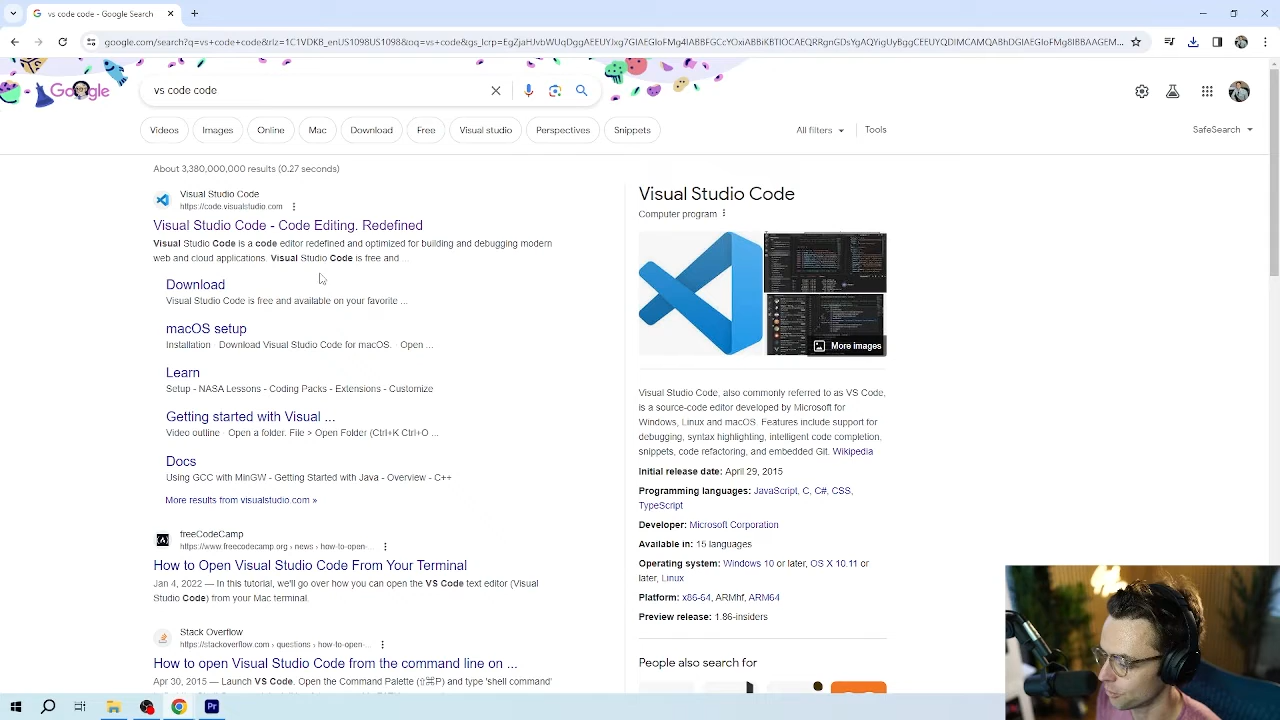 vs code code - Google Search
google.com/search?q=vs+code+code&rlz=1C1VDKB_enUS1098US1098&oq=vs+code&gs_lcrp=
Google
vs code code
Videos
Images
Online
Mac
Download
Free
Visual studio
Perspectives
Snippets
All filters
Tools
SafeSearch
About 3,380,000,000 results (0.27 seconds)
Visual Studio Code
https://code.visualstudio.com
Visual Studio Code - Code Editing. Redefined
Visual Studio Code is a code editor redefined and optimized for building and debugging modern
web and cloud applications. Visual Studio Code is free and ...
Download
Visual Studio Code is free and available on your favorite ...
MacOS setup
Installation · Download Visual Studio Code for macOS. · Open ...
Learn
Setup - NASA Lessons - Coding Packs - Extensions - Customize
Getting started with Visual ...
Video outline · Open a folder. File > Open Folder (Ctrl+K Ctrl+O ...
Docs
Using GCC with MinGW - Getting Started with Java - Overview - C++
More results from visualstudio.com »
freeCodeCamp
https://www.freecodecamp.org › news › how-to-open-...
How to Open Visual Studio Code From Your Terminal
Jan 4, 2022 — In this tutorial, we'll go over how you can open the VS Code text editor (Visual
Studio Code) from your Mac terminal.
Stack Overflow
https://stackoverflow.com › questions › how-to-open-...
How to open Visual Studio Code from the command line on ...
Apr 30, 2015 — Launch VS Code. Open the Command Palette (⇧⌘P) and type 'shell command'
Visual Studio Code
Computer program
More images
Visual Studio Code, also commonly referred to as VS Code,
is a source-code editor developed by Microsoft for
Windows, Linux and macOS. Features include support for
debugging, syntax highlighting, intelligent code completion,
snippets, code refactoring, and embedded Git. Wikipedia
Initial release date: April 29, 2015
Programming languages: JavaScript, C, C#, CSS,
TypeScript
Developer: Microsoft Corporation
Available in: 15 languages
Operating system: Windows 10 or later, OS X 10.11 or
later, Linux
Platform: x86-64, ARMhf, ARM64
Preview release: 1.86-insiders
People also search for
Pr